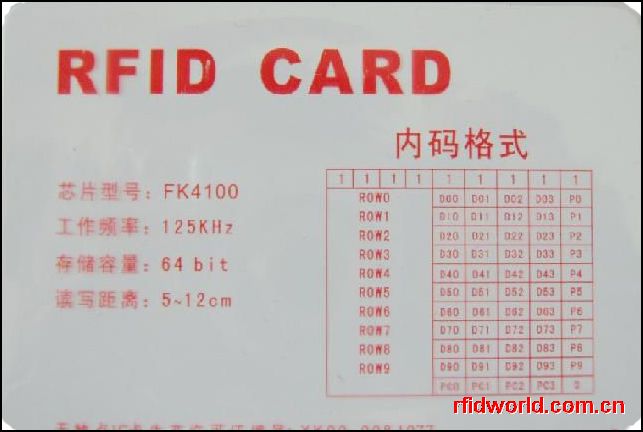 RFID CARD
内码格式
芯片型号: FK4100
工作频率: 125KHz
存储容量: 64 bit
读写距离: 5~12cm
1 1 1 1 1 1 1 1 1
ROW0 D00 D01 D02 D03 P0
ROW1 D10 D11 D12 D13 P1
ROW2 D20 D21 D22 D23 P2
ROW3 D30 D31 D32 D33 P3
ROW4 D40 D41 D42 D43 P4
ROW5 D50 D51 D52 D53 P5
ROW6 D60 D61 D62 D63 P6
ROW7 D70 D71 D72 D73 P7
ROW8 D80 D81 D82 D83 P8
ROW9 D90 D91 D92 D93 P9
PC0 PC1 PC2 PC3 0
rfidworld.com.cn